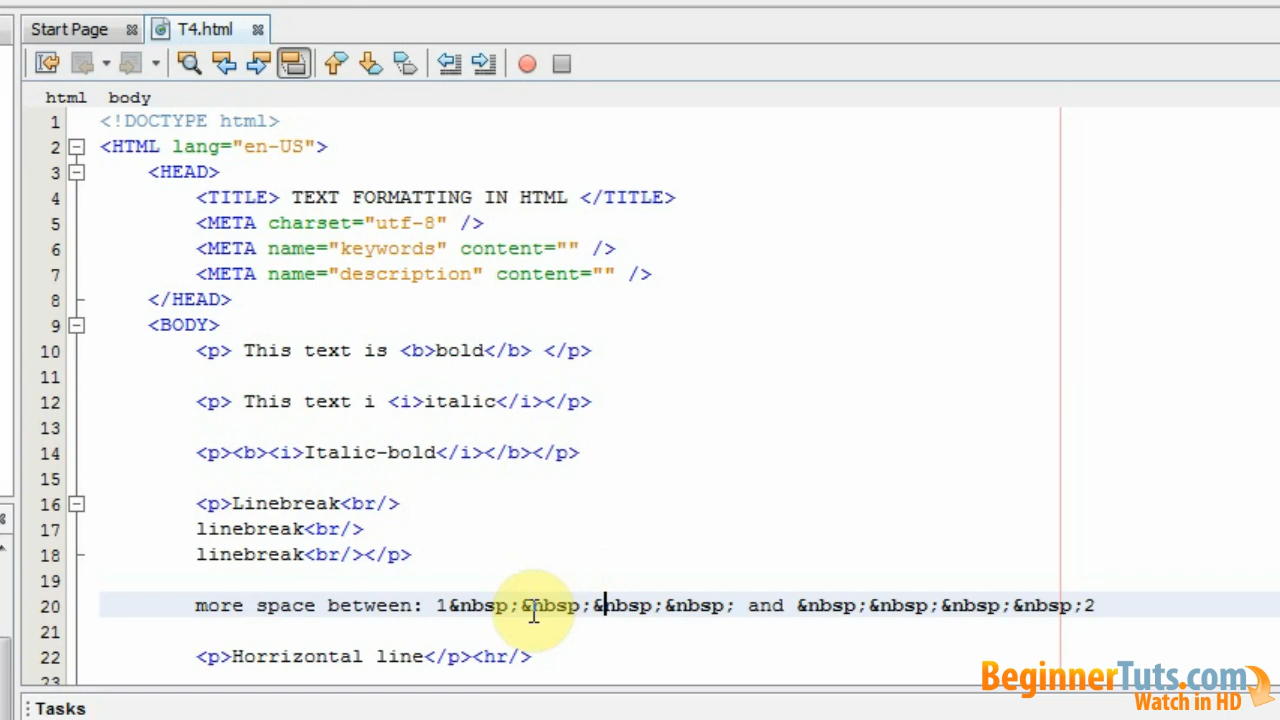 Start Page T4.html
html body
1 <!DOCTYPE html>
2 <HTML lang="en-US">
3 <HEAD>
4 <TITLE> TEXT FORMATTING IN HTML </TITLE>
5 <META charset="utf-8" />
6 <META name="keywords" content="" />
7 <META name="description" content="" />
8 </HEAD>
9 <BODY>
10 <p> This text is <b>bold</b> </p>
11
12 <p> This text i <i>italic</i></p>
13
14 <p><b><i>Italic-bold</i></b></p>
15
16 <p>Linebreak<br/>
17 linebreak<br/>
18 linebreak<br/></p>
19
20 more space between: 1&nbsp;&nbsp;&nbsp;&nbsp; and &nbsp;&nbsp;&nbsp;&nbsp;2
21
22 <p>Horrizontal line</p><hr/>
23
BeginnerTuts.com
Watch in HD
Tasks